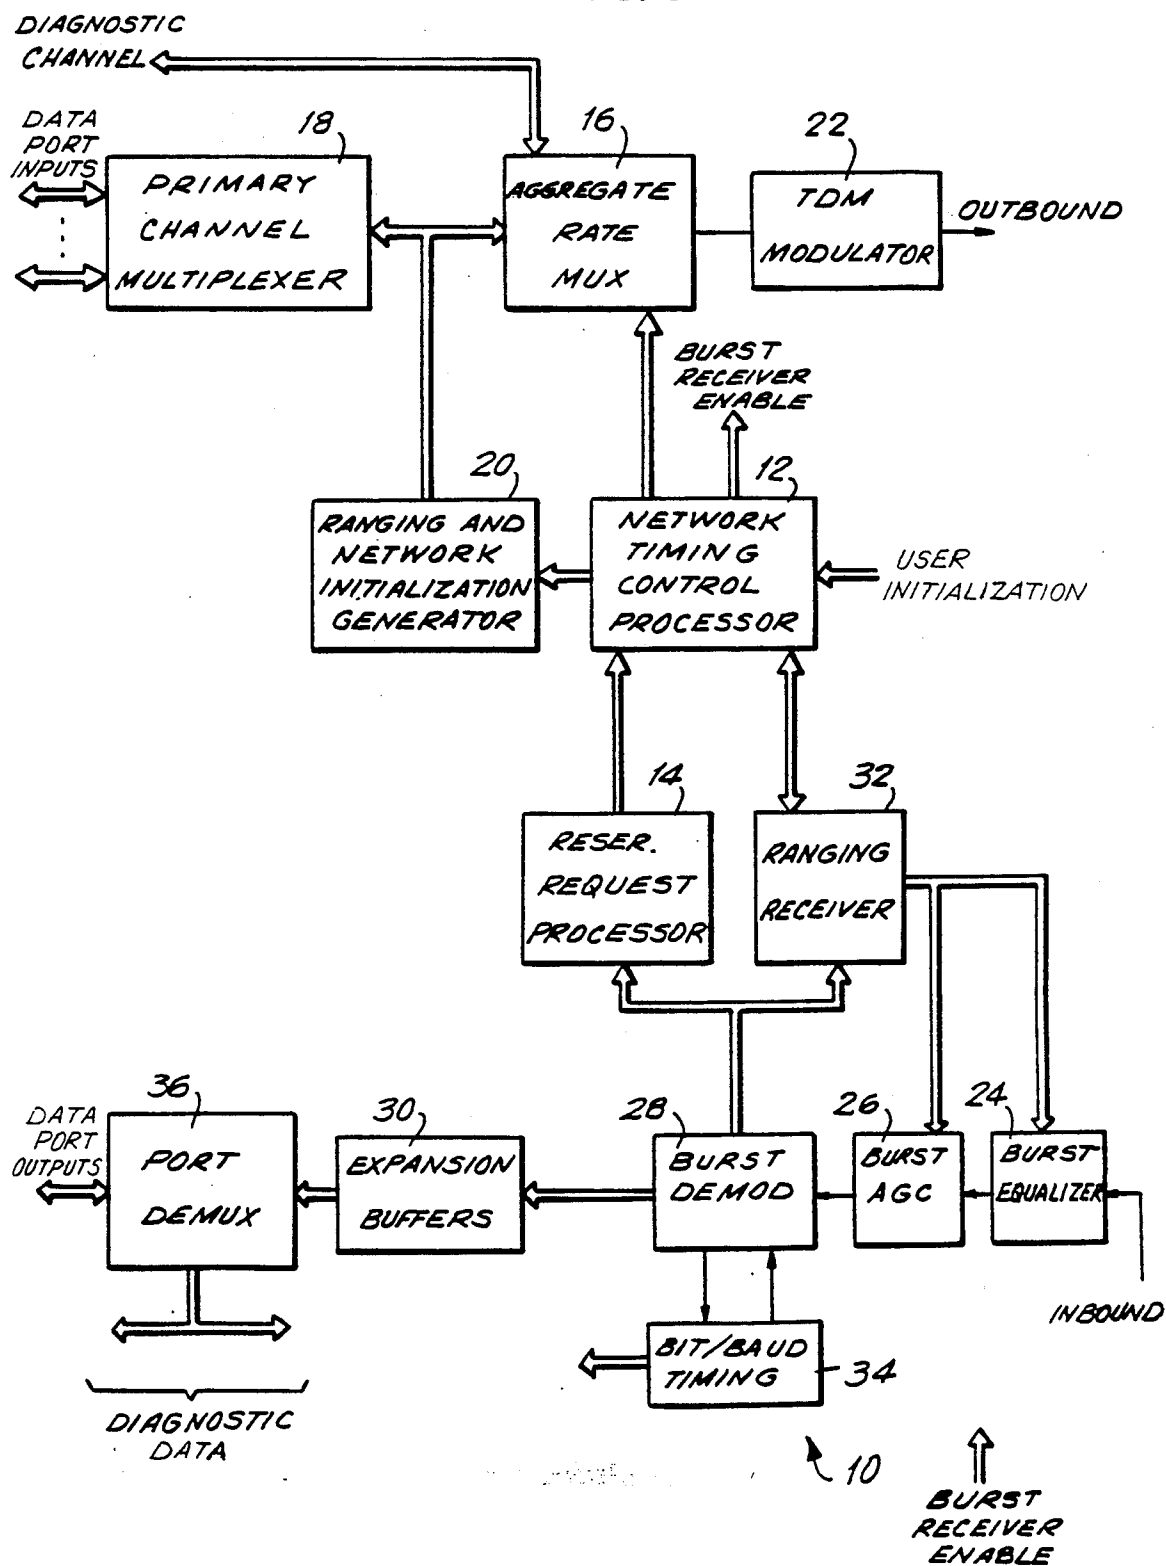 DIAGNOSTIC
CHANNEL
DATA
PORT
INPUTS
18
PRIMARY
CHANNEL
MULTIPLEXER
16
AGGREGATE
RATE
MUX
22
TDM
MODULATOR
OUTBOUND
BURST
RECEIVER
ENABLE
20
RANGING AND
NETWORK
INITIALIZATION
GENERATOR
12
NETWORK
TIMING
CONTROL
PROCESSOR
USER
INITIALIZATION
14
RESER.
REQUEST
PROCESSOR
32
RANGING
RECEIVER
36
DATA
PORT
OUTPUTS
PORT
DEMUX
30
EXPANSION
BUFFERS
28
BURST
DEMOD
26
BURST
AGC
24
BURST
EQUALIZER
INBOUND
BIT/BAUD
TIMING
34
DIAGNOSTIC
DATA
10
BURST
RECEIVER
ENABLE